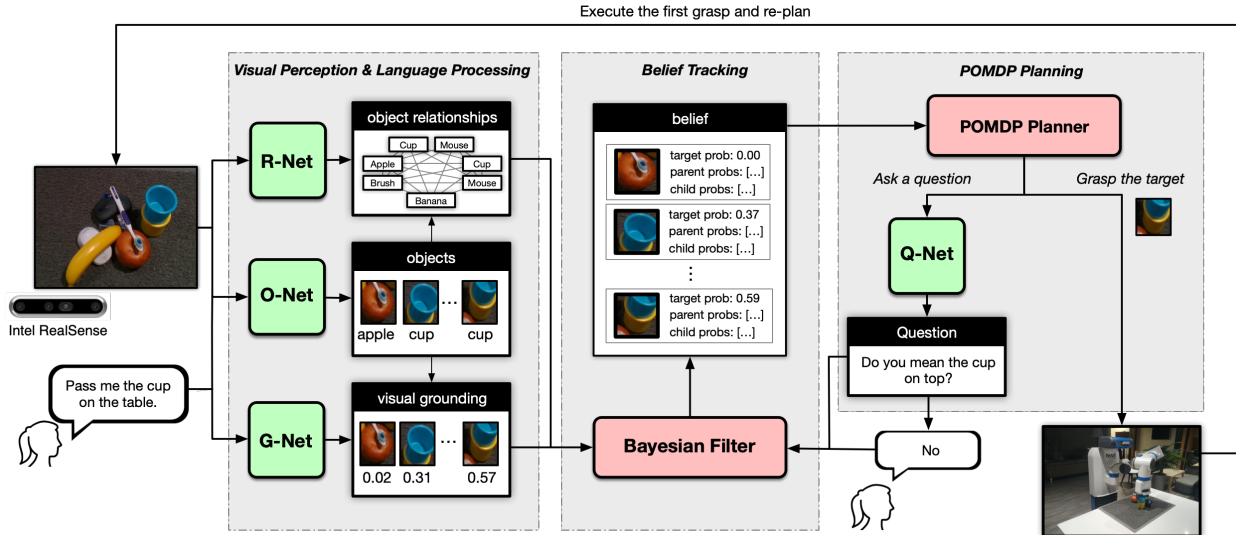 Execute the first grasp and re-plan
Visual Perception & Language Processing
Belief Tracking
POMDP Planning
R-Net
object relationships
Cup
Mouse
Apple
Cup
Brush
Mouse
Banana
Intel RealSense
O-Net
objects
...
apple
cup
cup
Pass me the cup
on the table.
G-Net
visual grounding
...
0.02
0.31
0.57
belief
target prob: 0.00
parent probs: [...]
child probs: [...]
target prob: 0.37
parent probs: [...]
child probs: [...]
⋮
target prob: 0.59
parent probs: [...]
child probs: [...]
Bayesian Filter
POMDP Planner
Ask a question
Grasp the target
Q-Net
Question
Do you mean the cup
on top?
No